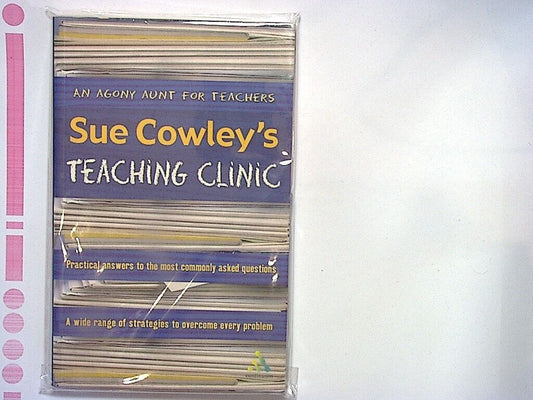 AN AGONY AUNT FOR TEACHERS
Sue Cowley's
TEACHING CLINIC
Practical answers to the most commonly asked questions
A wide range of strategies to overcome every problem